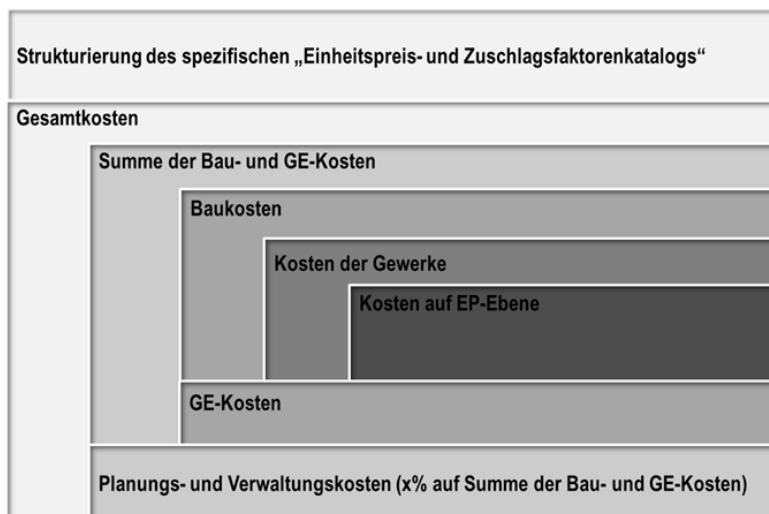 Strukturierung des spezifischen „Einheitspreis- und Zuschlagsfaktorenkatalogs“
Gesamtkosten
Summe der Bau- und GE-Kosten
Baukosten
Kosten der Gewerke
Kosten auf EP-Ebene
GE-Kosten
Planungs- und Verwaltungskosten (x% auf Summe der Bau- und GE-Kosten)